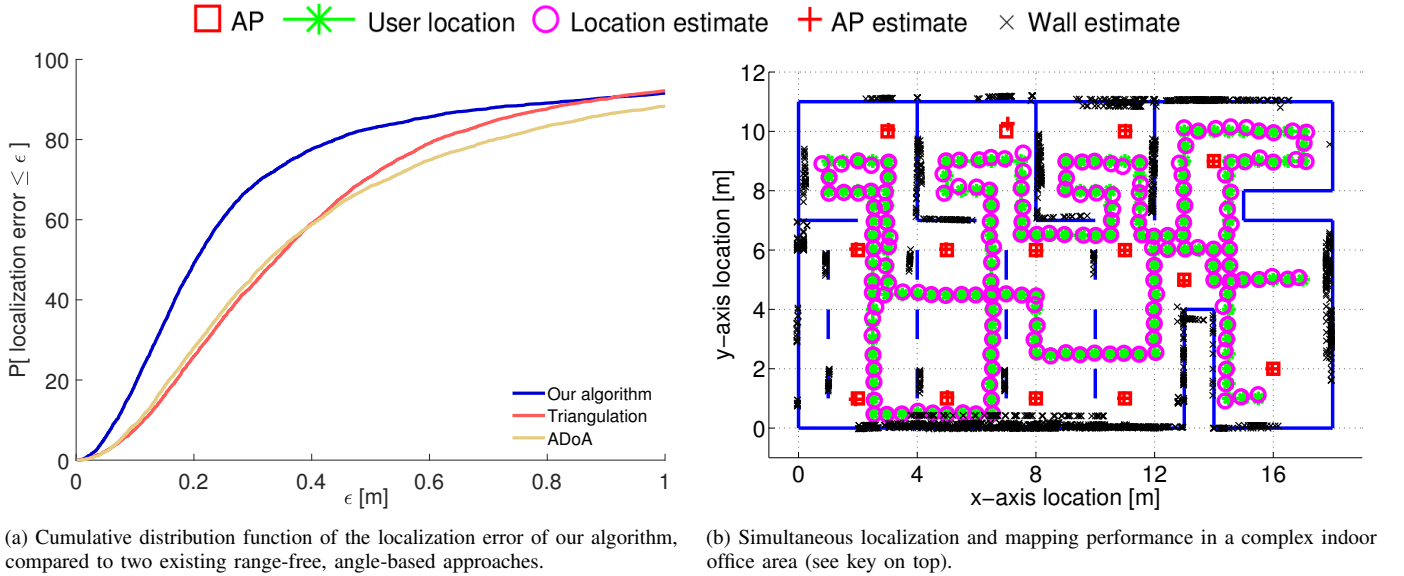 AP User location Location estimate AP estimate Wall estimate
100
80
60
40
20
0
P[ localization error ≤ ϵ ]
Our algorithm
Triangulation
ADoA
0 0.2 0.4 0.6 0.8 1
ϵ [m]
12
10
8
6
4
2
0
y−axis location [m]
0 4 8 12 16
x−axis location [m]
(a) Cumulative distribution function of the localization error of our algorithm,
compared to two existing range-free, angle-based approaches.
(b) Simultaneous localization and mapping performance in a complex indoor
office area (see key on top).